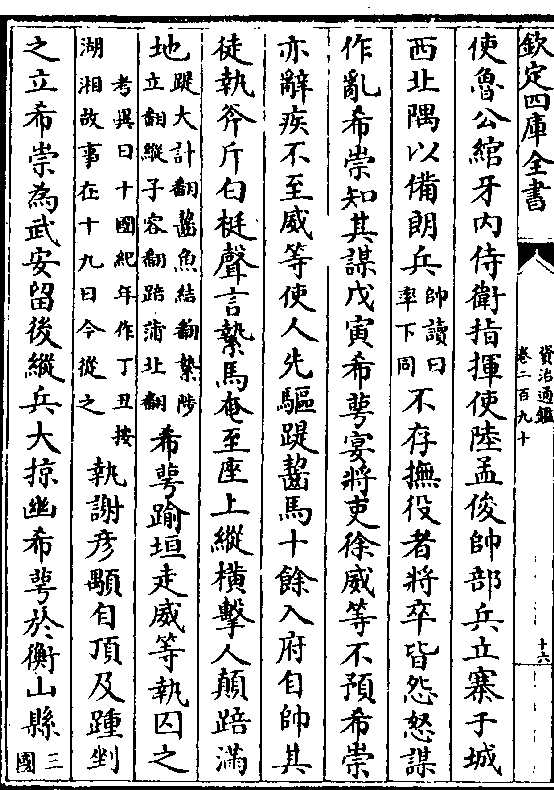 欽定四庫全書
資治通鑑
卷二百九十
十六
使魯公綰牙内侍衛指揮使陸孟俊帥部兵立寨于城
西北隅以備朗兵帥讀曰率下同不存撫役者將卒皆怨怒謀
作亂希崇知其謀戊寅希萼宴將吏徐威等不預希崇
亦辭疾不至威等使人先驅踶齧馬十餘入府自帥其
徒執斧斤白梃聲言縶馬奄至座上縱橫擊人顛踣滿
地踶大計翻齧魚結翻縶陟立翻縱子容翻踣蒲北翻希萼踰垣走威等執囚之
考異曰十國紀年作丁丑按湖湘故事在十九日今從之執謝彦顒自頂及踵剉
之立希崇為武安留後縱兵大掠幽希萼於衡山縣三國